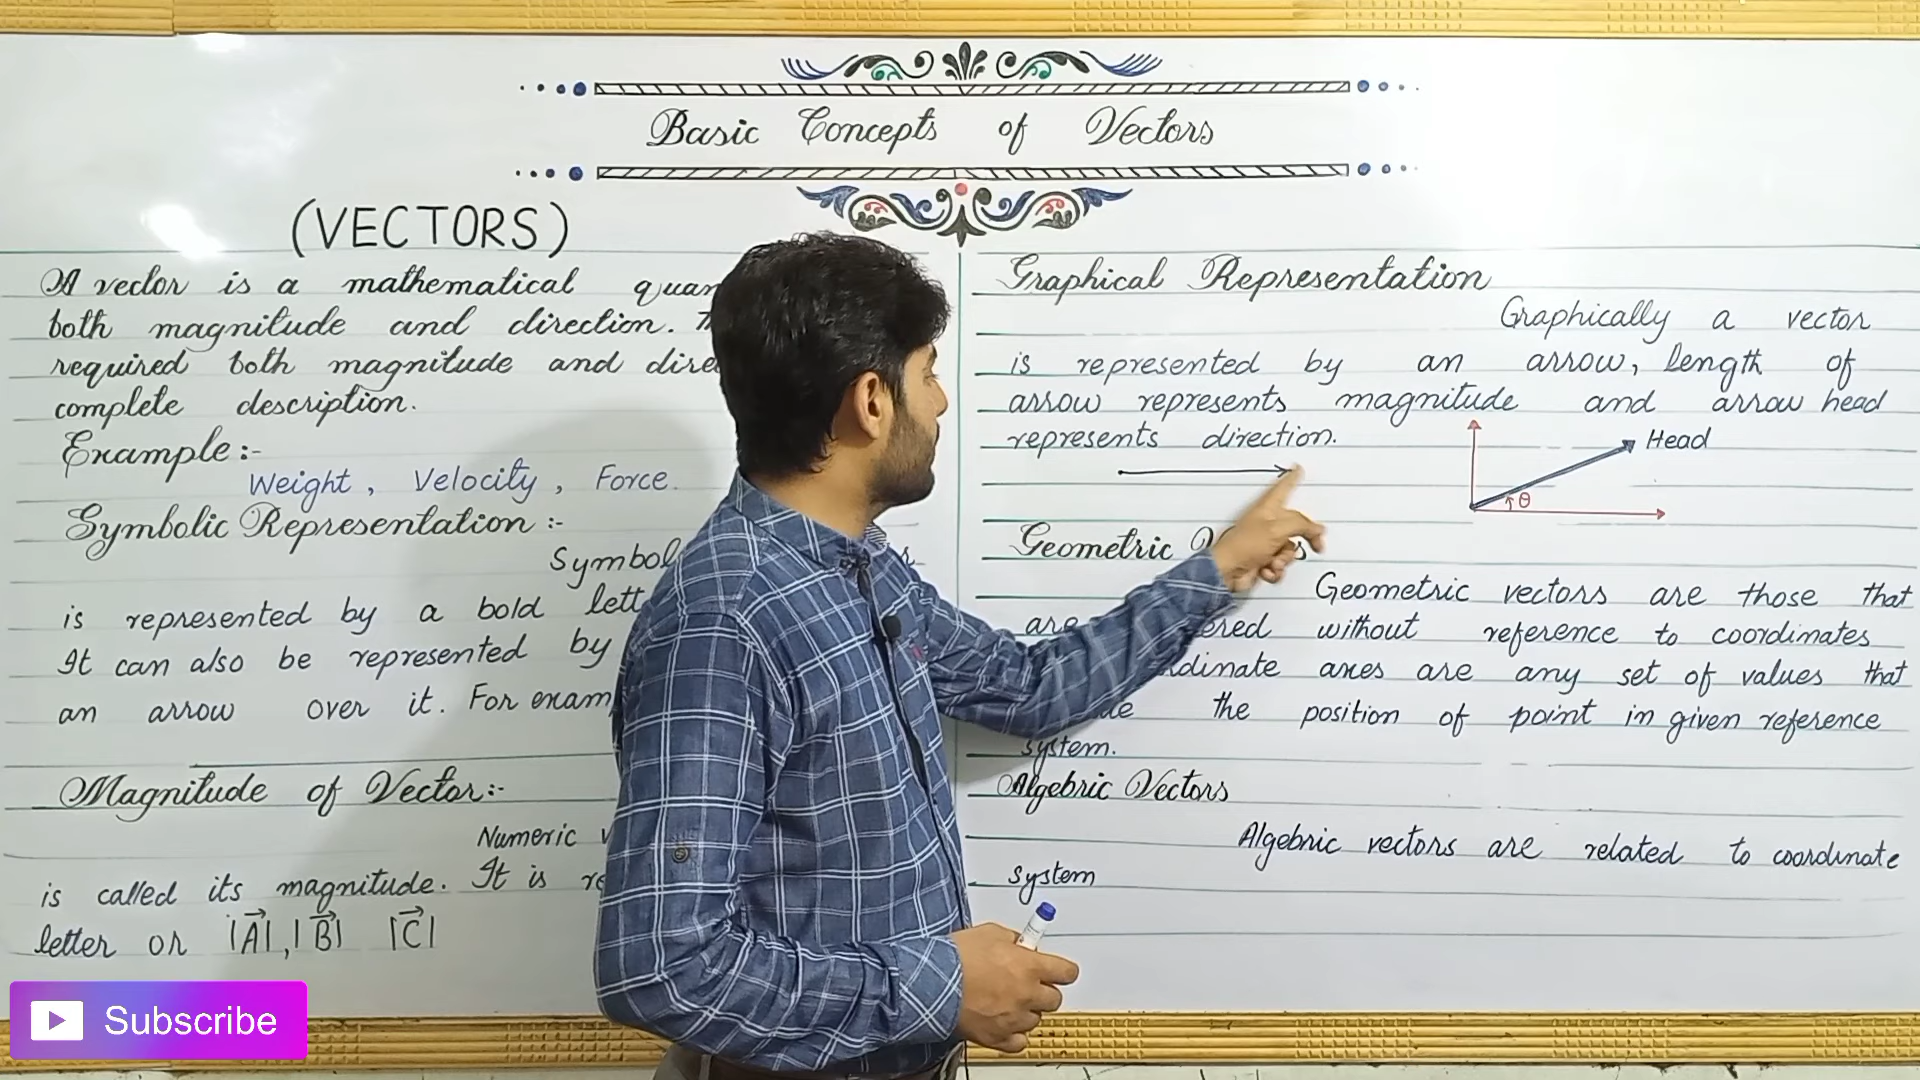 Basic Concepts of Vectors
(VECTORS)
A vector is a mathematical
both magnitude and direction.
required both magnitude and
complete description.
Example:-
Weight, Velocity, Force.
Symbolic Representation :-
is represented by a bold
It can also be represented by
an arrow over it. For
Magnitude of Vector:-
Numeric
is called its magnitude. It is
letter or |A⃗|, |B⃗| |C⃗|
Graphical Representation
Graphically a vector
is represented by an arrow, length of
arrow represents magnitude and arrow head
represents direction.
Head
θ
Geometric
Geometric vectors are those that
are without reference to coordinates
axes are any set of values that
the position of point in given reference
system.
Algebric Vectors
Algebric vectors are related to coordinate
system
Subscribe